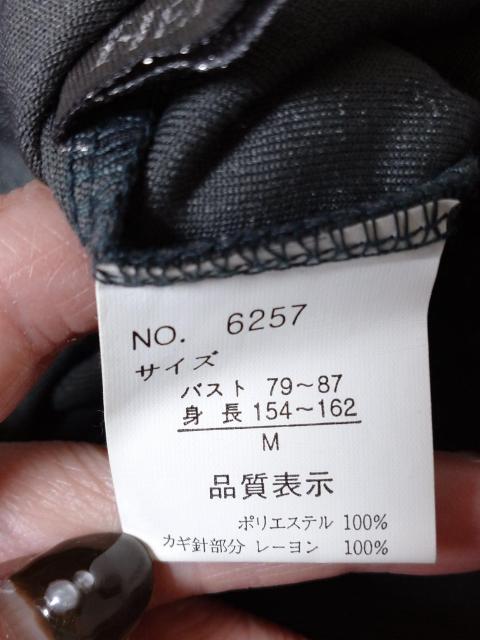 NO. 6257
サイズ
バスト 79～87
身長 154～162
M
品質表示
ポリエステル 100%
カギ針部分 レーヨン 100%